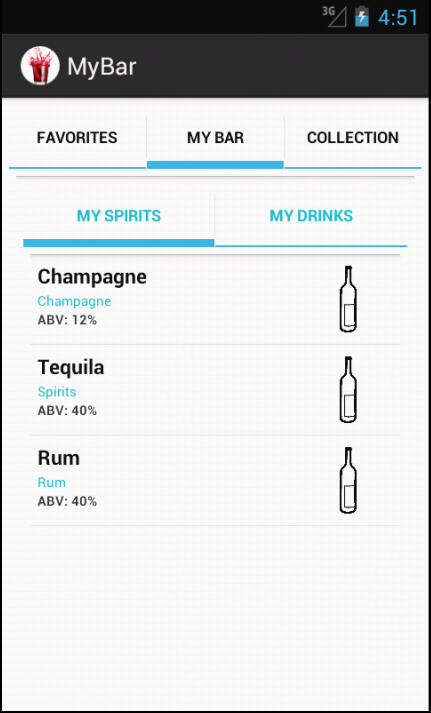 3G 4:51
MyBar
FAVORITES MY BAR COLLECTION
MY SPIRITS MY DRINKS
Champagne
Champagne
ABV: 12%
Tequila
Spirits
ABV: 40%
Rum
Rum
ABV: 40%